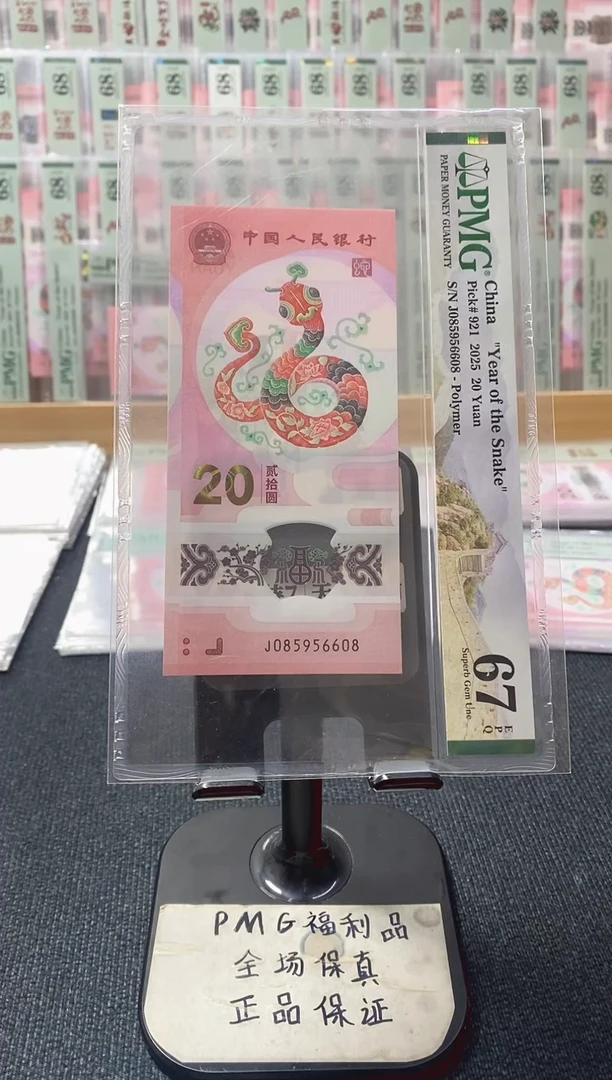 中国人民银行
20
贰拾圆
J085956608
PMG
PAPER MONEY GUARANTY
China "Year of the Snake"
Pick# 921 2025 20 Yuan
S/N J085956608 - Polymer
67 EPQ
Superb Gem Unc
PMG福利品
全场保真
正品保证